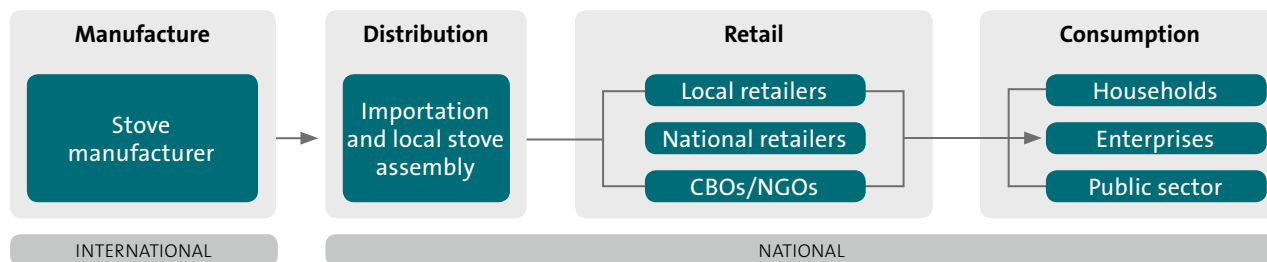 Manufacture
Stove
manufacturer
Distribution
Importation
and local stove
assembly
Retail
Local retailers
National retailers
CBOs/NGOs
Consumption
Households
Enterprises
Public sector
INTERNATIONAL
NATIONAL